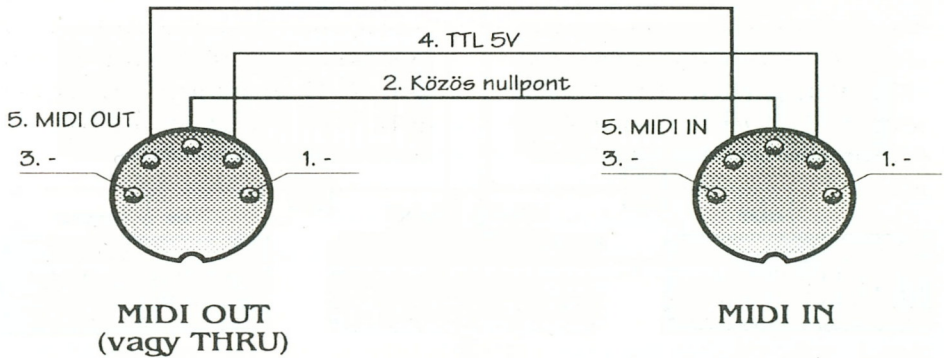 4. TTL 5V
2. Közös nullpont
5. MIDI OUT
5. MIDI IN
3. -
1. -
3. -
1. -
MIDI OUT
(vagy THRU)
MIDI IN